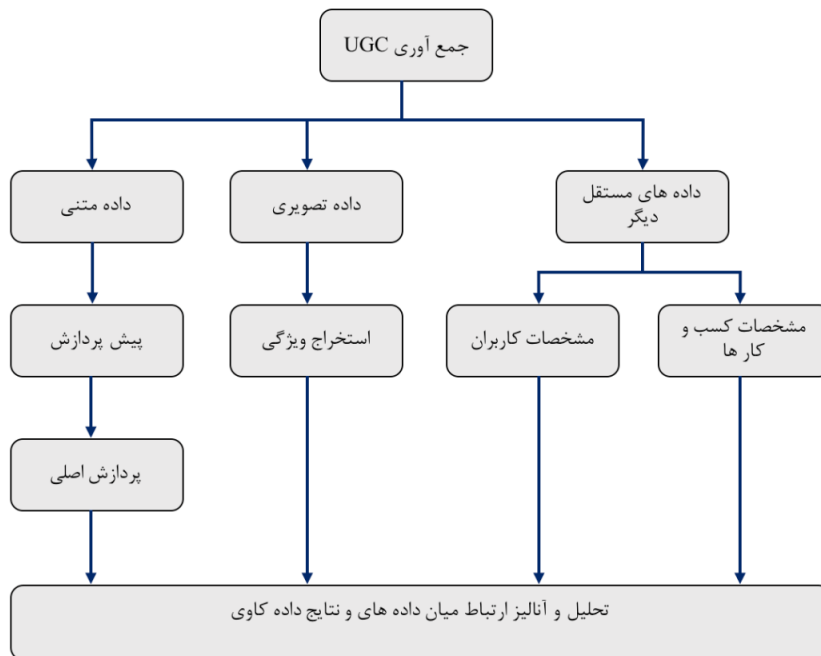 جمع آوری UGC
داده های مستقل
دیگر
داده تصویری
داده متنی
مشخصات کسب و
کار ها
مشخصات کاربران
استخراج ویژگی
پیش پردازش
پردازش اصلی
تحلیل و آنالیز ارتباط میان داده های و نتایج داده کاوی